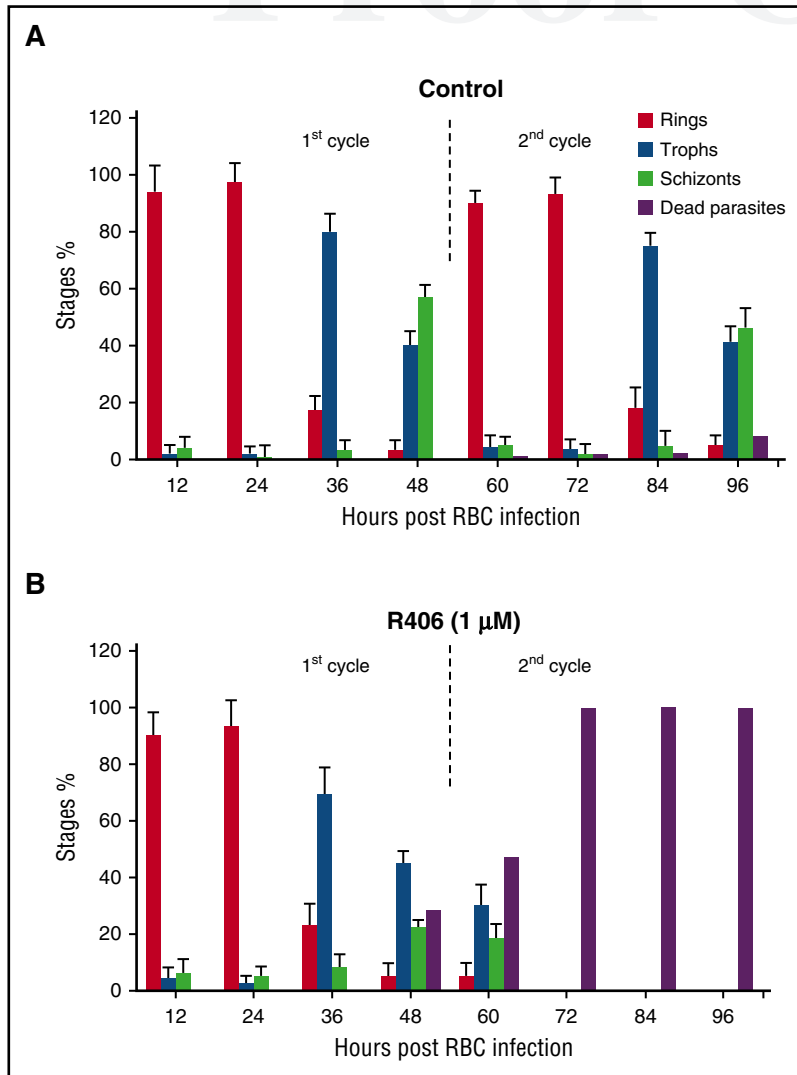 Proof
A
Control
120
100
80
60
40
20
0
Stages %
1st cycle
2nd cycle
Rings
Trophs
Schizonts
Dead parasites
12 24 36 48 60 72 84 96
Hours post RBC infection
B
R406 (1 μM)
120
100
80
60
40
20
0
Stages %
1st cycle
2nd cycle
12 24 36 48 60 72 84 96
Hours post RBC infection